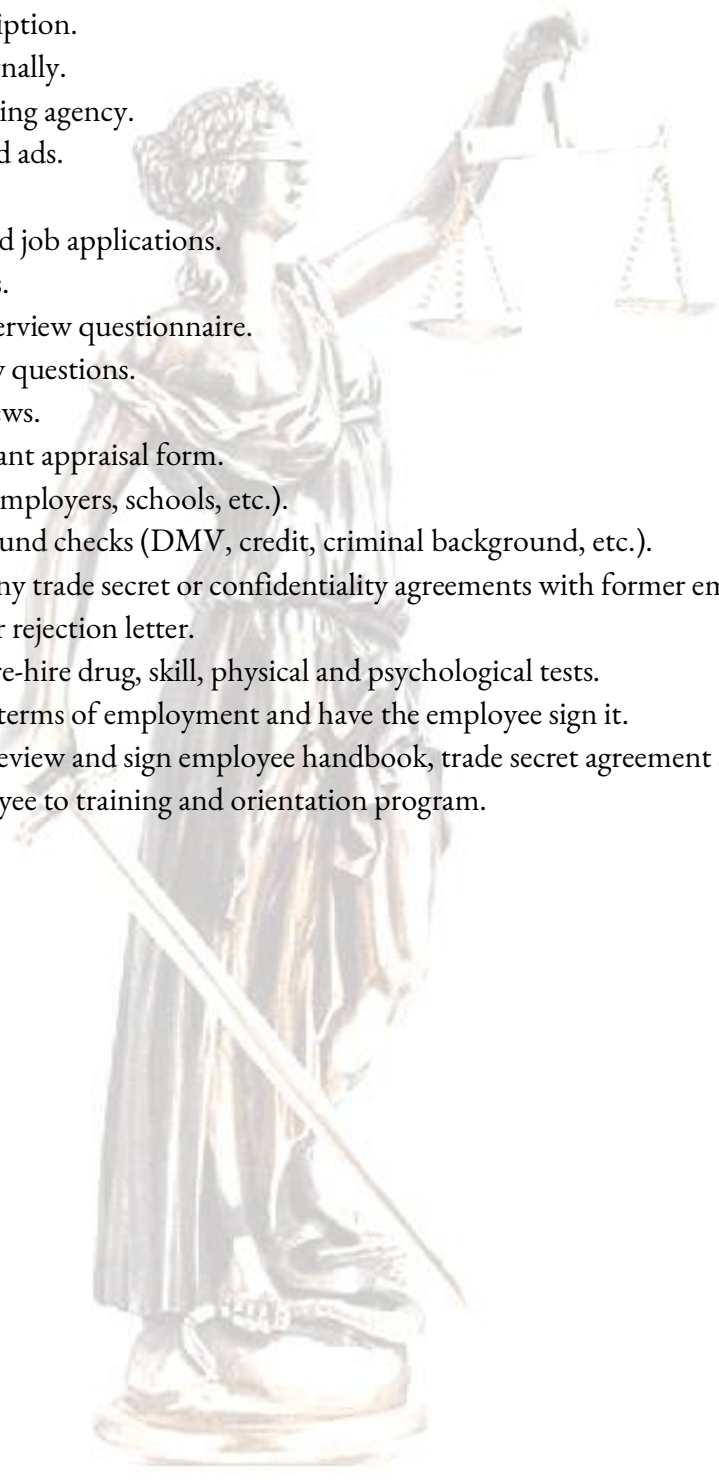 iption.
nally.
ing agency.
d ads.
d job applications.
s.
erview questionnaire.
v questions.
ews.
ant appraisal form.
mployers, schools, etc.).
und checks (DMV, credit, criminal background, etc.).
ny trade secret or confidentiality agreements with former em
r rejection letter.
re-hire drug, skill, physical and psychological tests.
terms of employment and have the employee sign it.
eview and sign employee handbook, trade secret agreement
yee to training and orientation program.